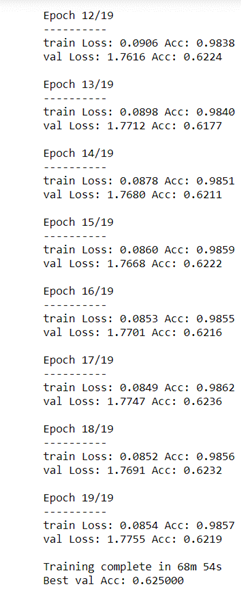 Epoch 12/19
----------
train Loss: 0.0906 Acc: 0.9838
val Loss: 1.7616 Acc: 0.6224
Epoch 13/19
----------
train Loss: 0.0898 Acc: 0.9840
val Loss: 1.7712 Acc: 0.6177
Epoch 14/19
----------
train Loss: 0.0878 Acc: 0.9851
val Loss: 1.7680 Acc: 0.6211
Epoch 15/19
----------
train Loss: 0.0860 Acc: 0.9859
val Loss: 1.7668 Acc: 0.6222
Epoch 16/19
----------
train Loss: 0.0853 Acc: 0.9855
val Loss: 1.7701 Acc: 0.6216
Epoch 17/19
----------
train Loss: 0.0849 Acc: 0.9862
val Loss: 1.7747 Acc: 0.6236
Epoch 18/19
----------
train Loss: 0.0852 Acc: 0.9856
val Loss: 1.7691 Acc: 0.6232
Epoch 19/19
----------
train Loss: 0.0854 Acc: 0.9857
val Loss: 1.7755 Acc: 0.6219
Training complete in 68m 54s
Best val Acc: 0.625000